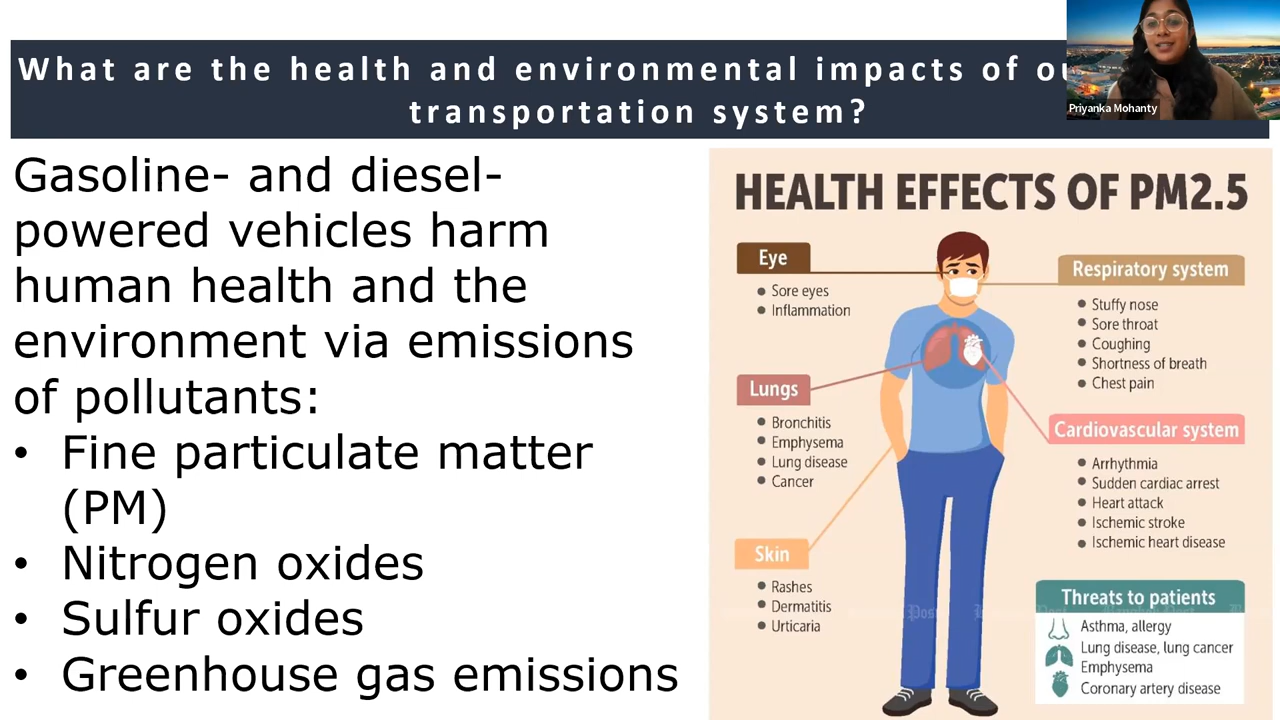 What are the health and environmental impacts of
transportation system?
Priyanka Mohanty
Gasoline- and diesel-
powered vehicles harm
human health and the
environment via emissions
of pollutants:
• Fine particulate matter
(PM)
• Nitrogen oxides
• Sulfur oxides
• Greenhouse gas emissions
HEALTH EFFECTS OF PM2.5
Eye
• Sore eyes
• Inflammation
Lungs
• Bronchitis
• Emphysema
• Lung disease
• Cancer
Skin
• Rashes
• Dermatitis
• Urticaria
Respiratory system
• Stuffy nose
• Sore throat
• Coughing
• Shortness of breath
• Chest pain
Cardiovascular system
• Arrhythmia
• Sudden cardiac arrest
• Heart attack
• Ischemic stroke
• Ischemic heart disease
Threats to patients
Asthma, allergy
Lung disease, lung cancer
Emphysema
Coronary artery disease